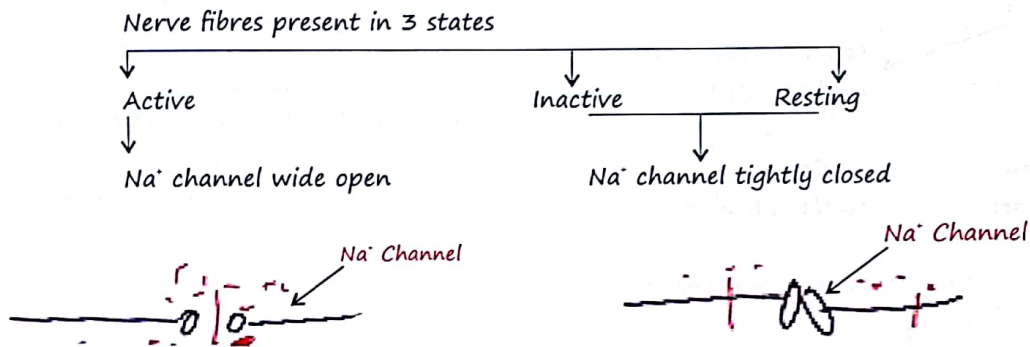 Nerve fibres present in 3 states
Active
Inactive
Resting
Na⁺ channel wide open
Na⁺ channel tightly closed
Na⁺ Channel
Na⁺ Channel